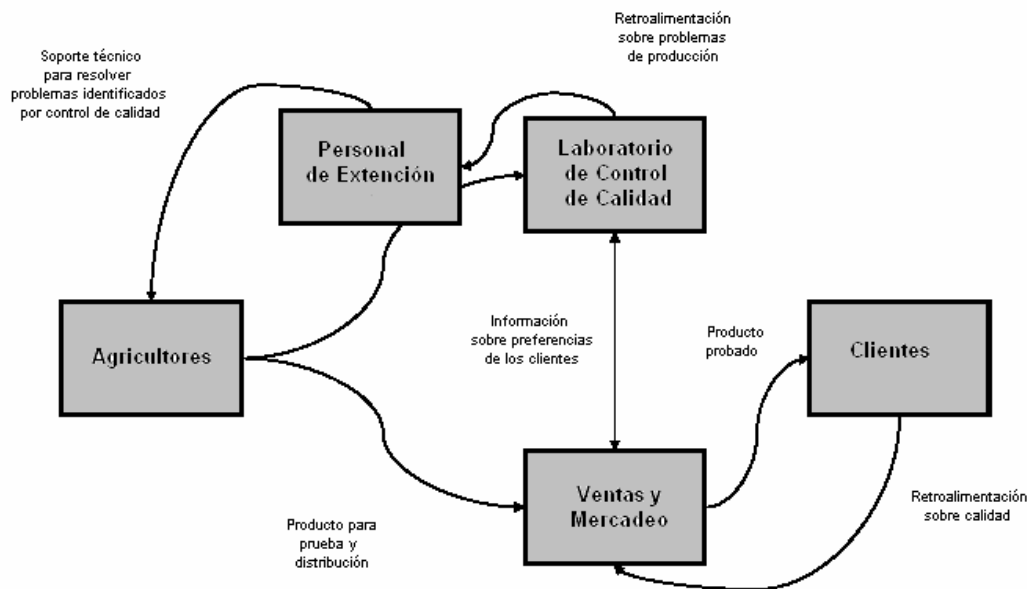 Retroalimentación
sobre problemas
de producción
Soporte técnico
para resolver
problemas identificados
por control de calidad
Personal
de Extención
Laboratorio
de Control
de Calidad
Agricultores
Información
sobre preferencias
de los clientes
Producto
probado
Clientes
Ventas y
Mercadeo
Retroalimentación
sobre calidad
Producto para
prueba y
distribución